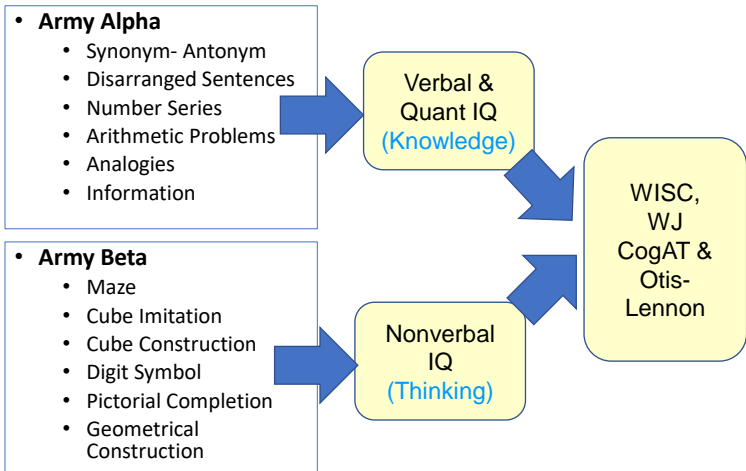 • Army Alpha
• Synonym- Antonym
• Disarranged Sentences
• Number Series
• Arithmetic Problems
• Analogies
• Information
Verbal &
Quant IQ
(Knowledge)
• Army Beta
• Maze
• Cube Imitation
• Cube Construction
• Digit Symbol
• Pictorial Completion
• Geometrical
Construction
Nonverbal
IQ
(Thinking)
WISC,
WJ
CogAT &
Otis-
Lennon